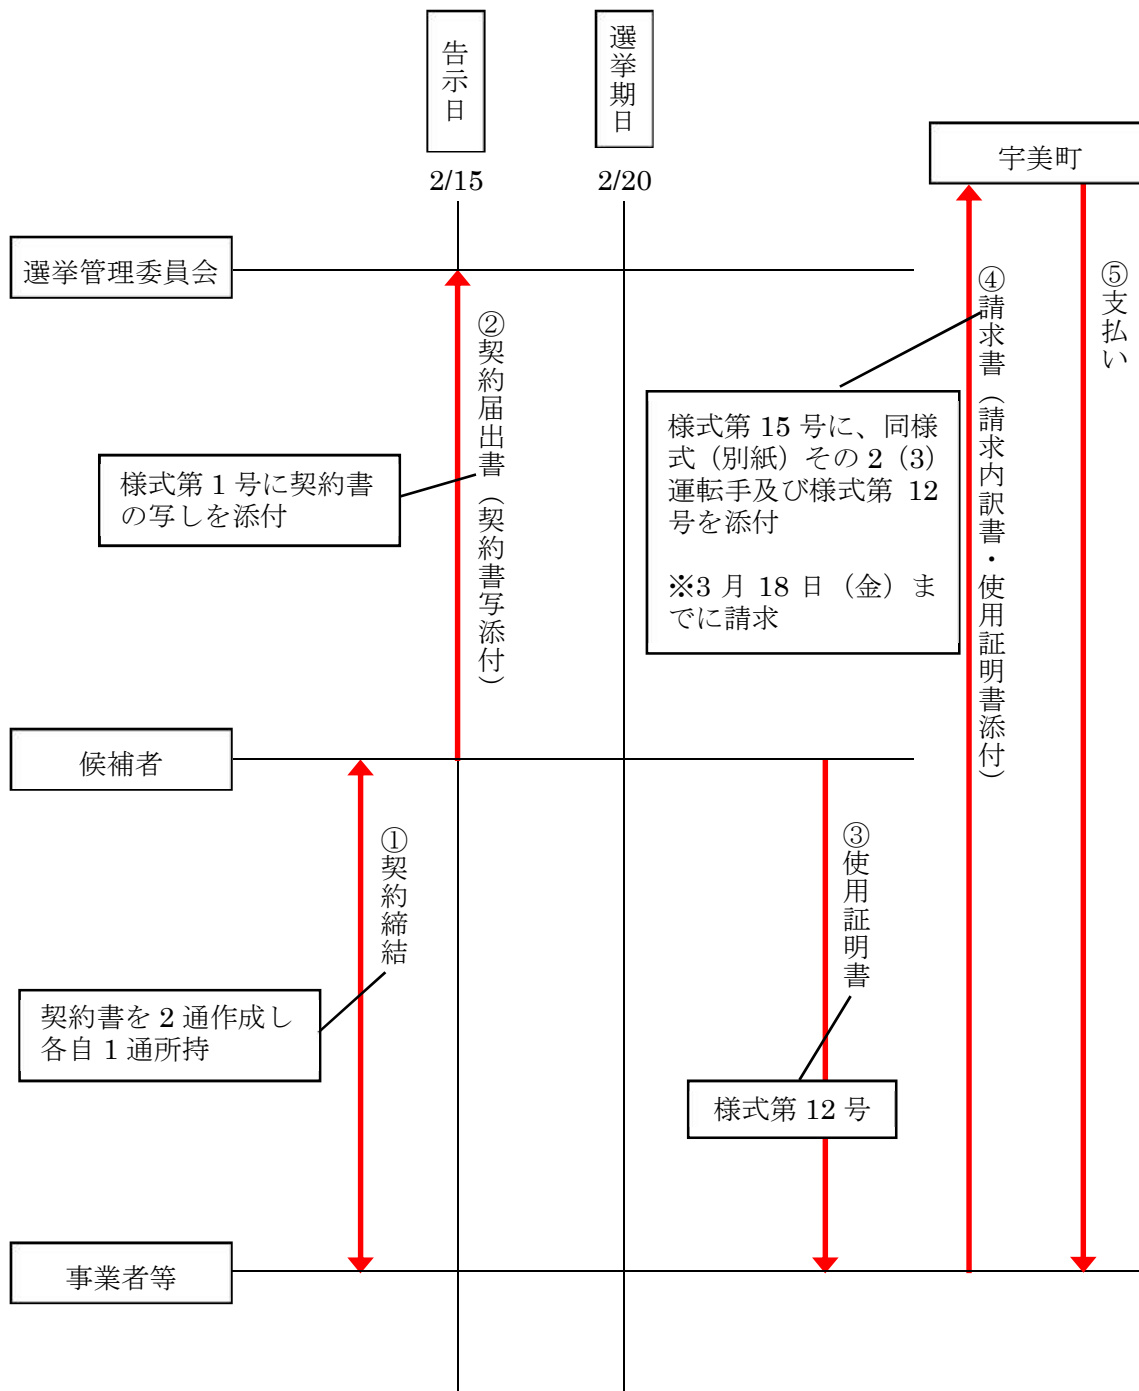 告示日
選挙期日
宇美町
2/15
2/20
選挙管理委員会
②契約届出書（契約書写添付）
④請求書（請求内訳書・使用証明書添付）
⑤支払い
様式第 1 号に契約書
の写しを添付
様式第 15 号に、同様
式（別紙）その 2（3）
運転手及び様式第 12
号を添付
※3 月 18 日（金）ま
でに請求
候補者
①契約締結
③使用証明書
契約書を 2 通作成し
各自 1 通所持
様式第 12 号
事業者等